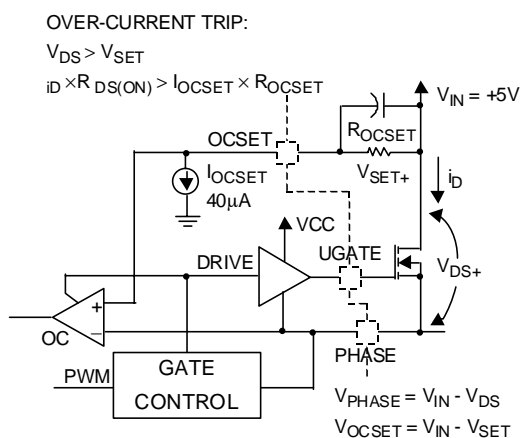 OVER-CURRENT TRIP:
VDS > VSET
iD ×RDS(ON) > IOCSET × ROCSET
VIN = +5V
ROCSET
OCSET
VSET+
iD
IOCSET
40μA
VCC
UGATE
DRIVE
VDS+
+
−
OC
PHASE
PWM
GATE
CONTROL
VPHASE = VIN - VDS
VOCSET = VIN - VSET